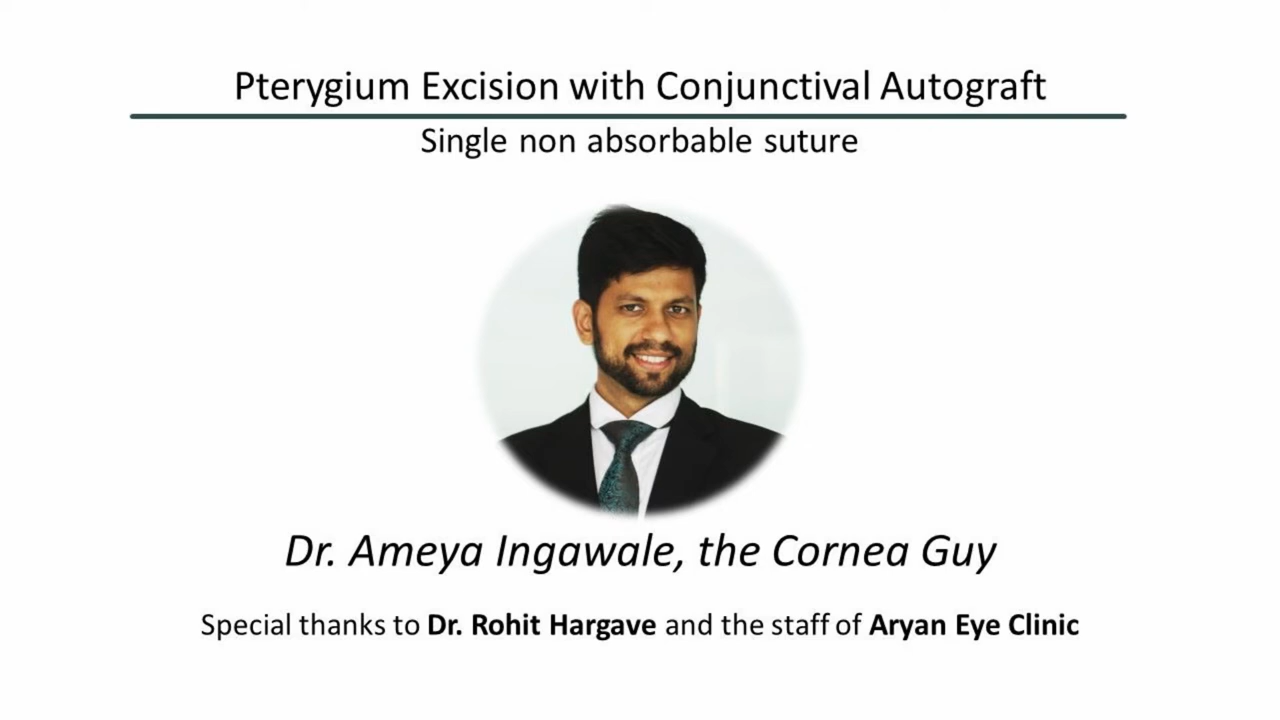 Pterygium Excision with Conjunctival Autograft
Single non absorbable suture
Dr. Ameya Ingawale, the Cornea Guy
Special thanks to Dr. Rohit Hargave and the staff of Aryan Eye Clinic